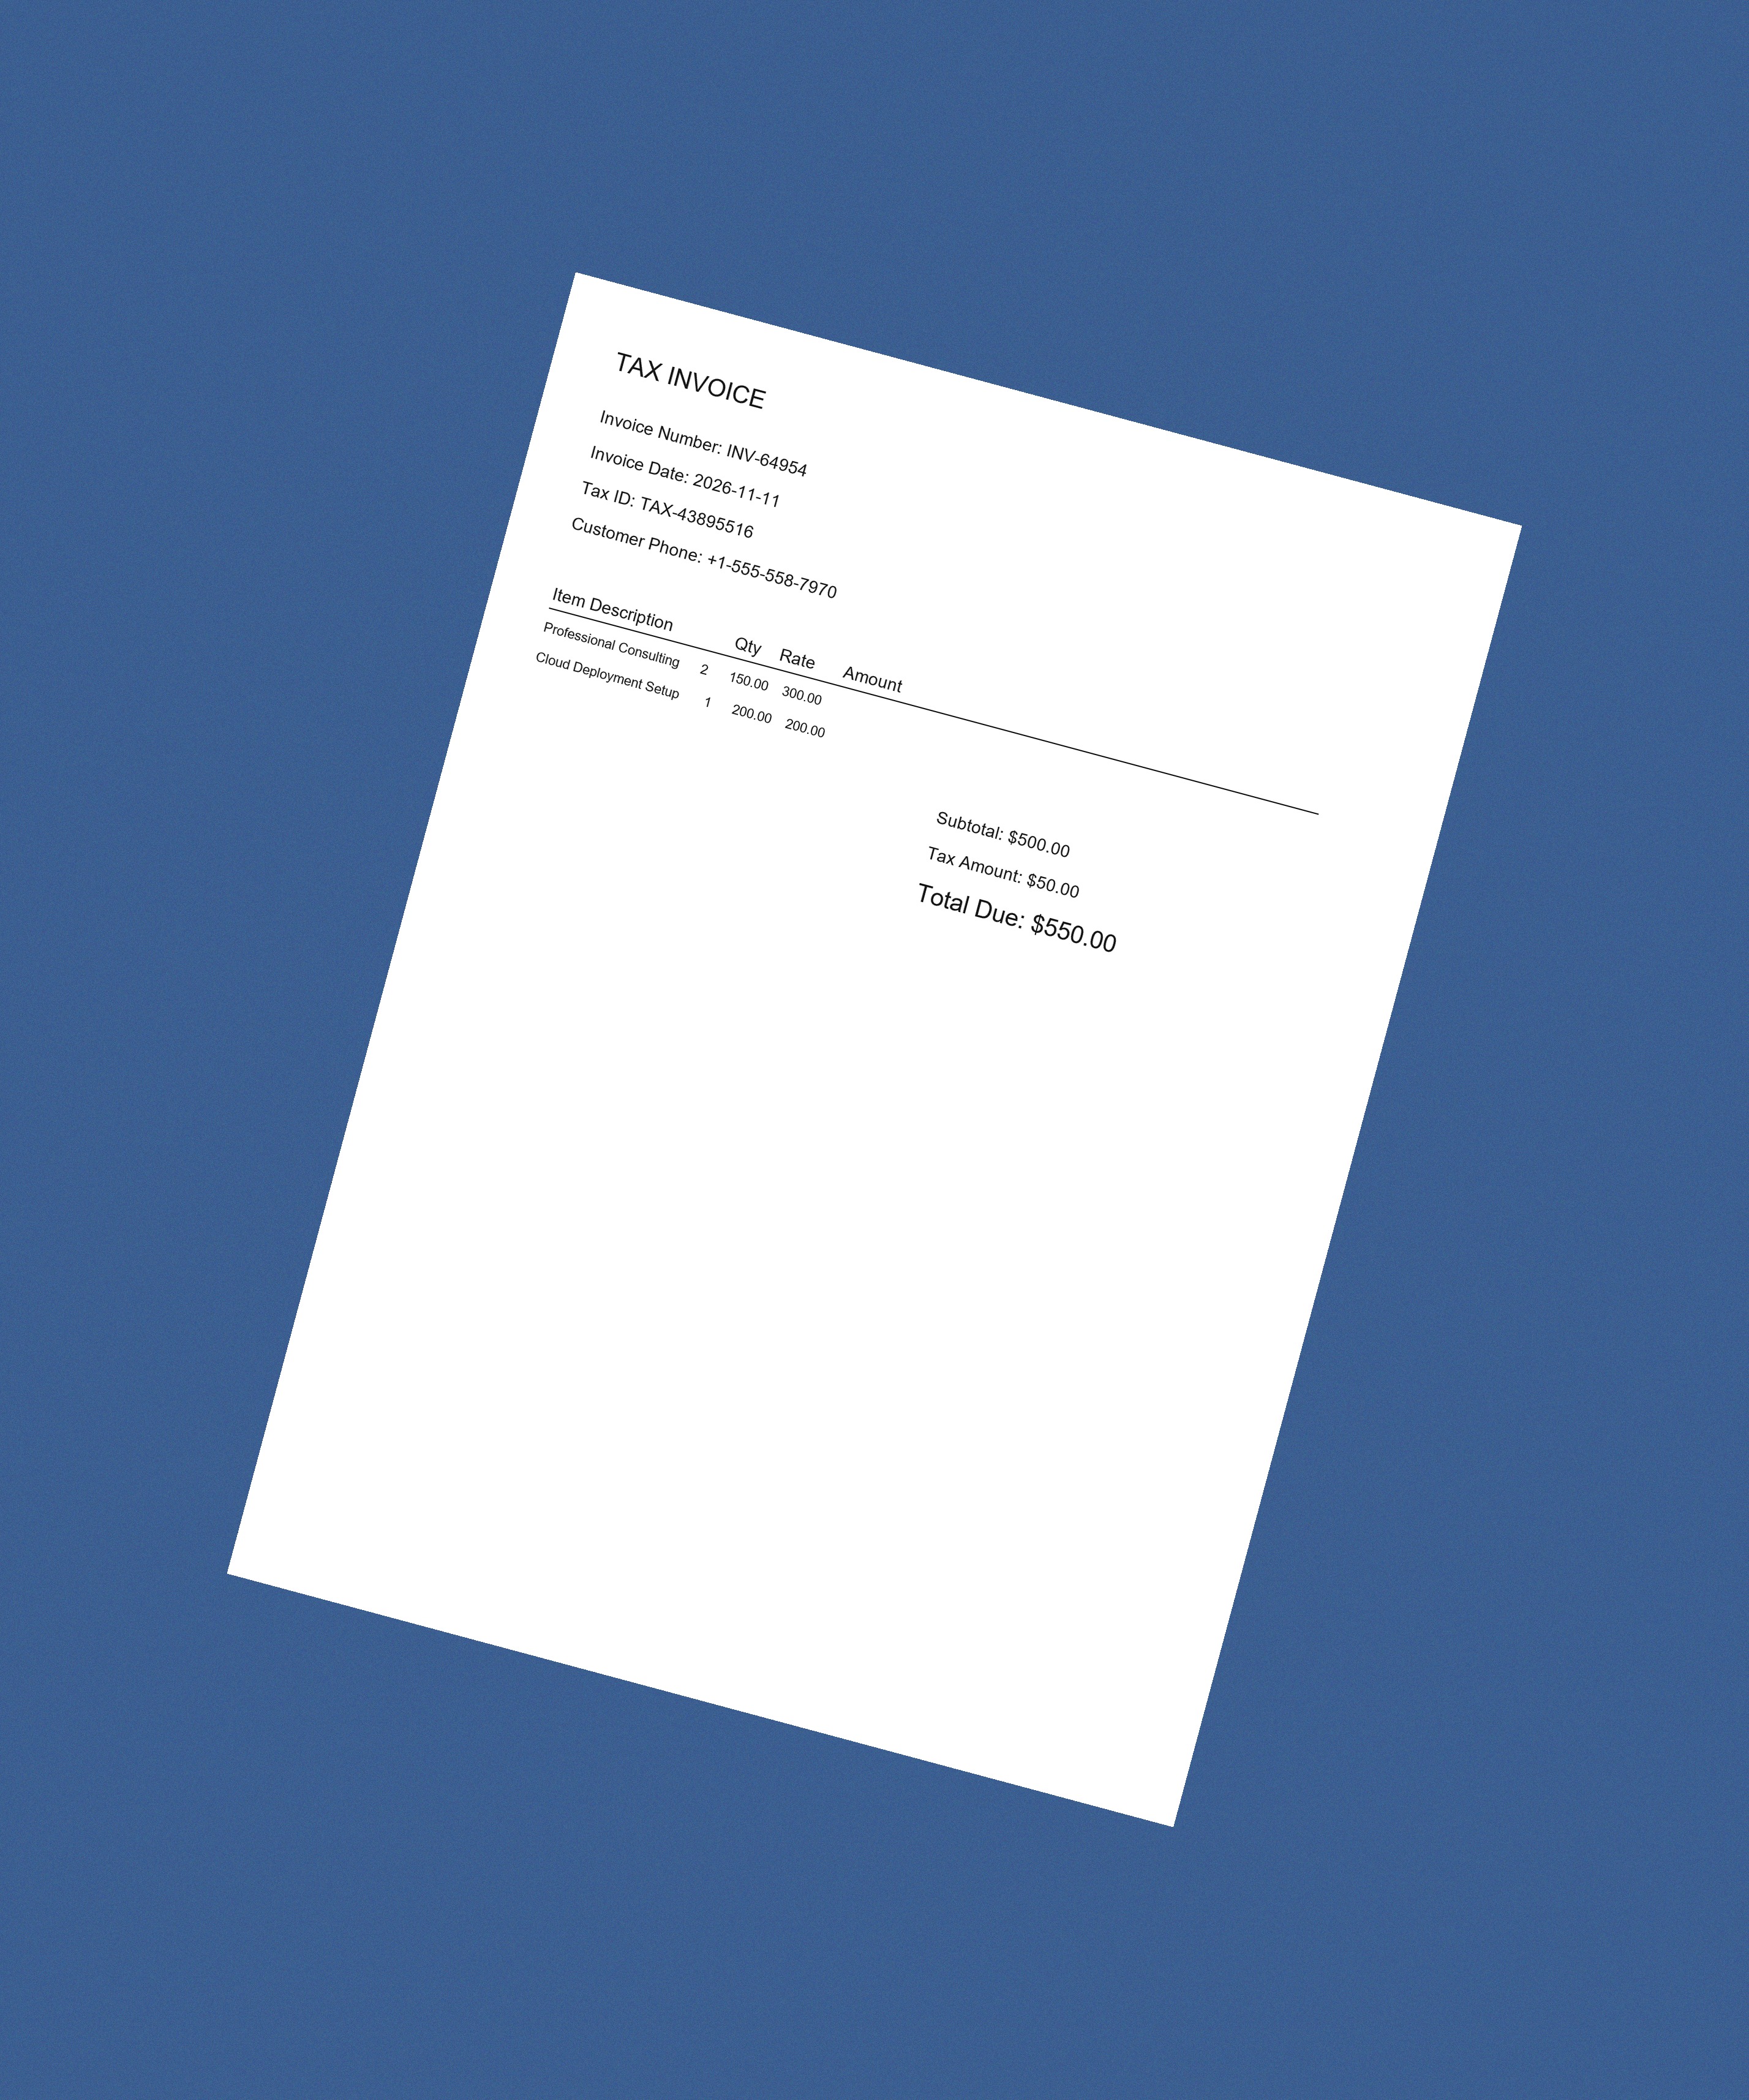 TAX INVOICE
Invoice Number: INV-64954
Invoice Date: 2026-11-11
Tax ID: TAX-43895516
Customer Phone: +1-555-558-7970
Item Description Qty Rate Amount
Professional Consulting 2 150.00 300.00
Cloud Deployment Setup 1 200.00 200.00
Subtotal: $500.00
Tax Amount: $50.00
Total Due: $550.00